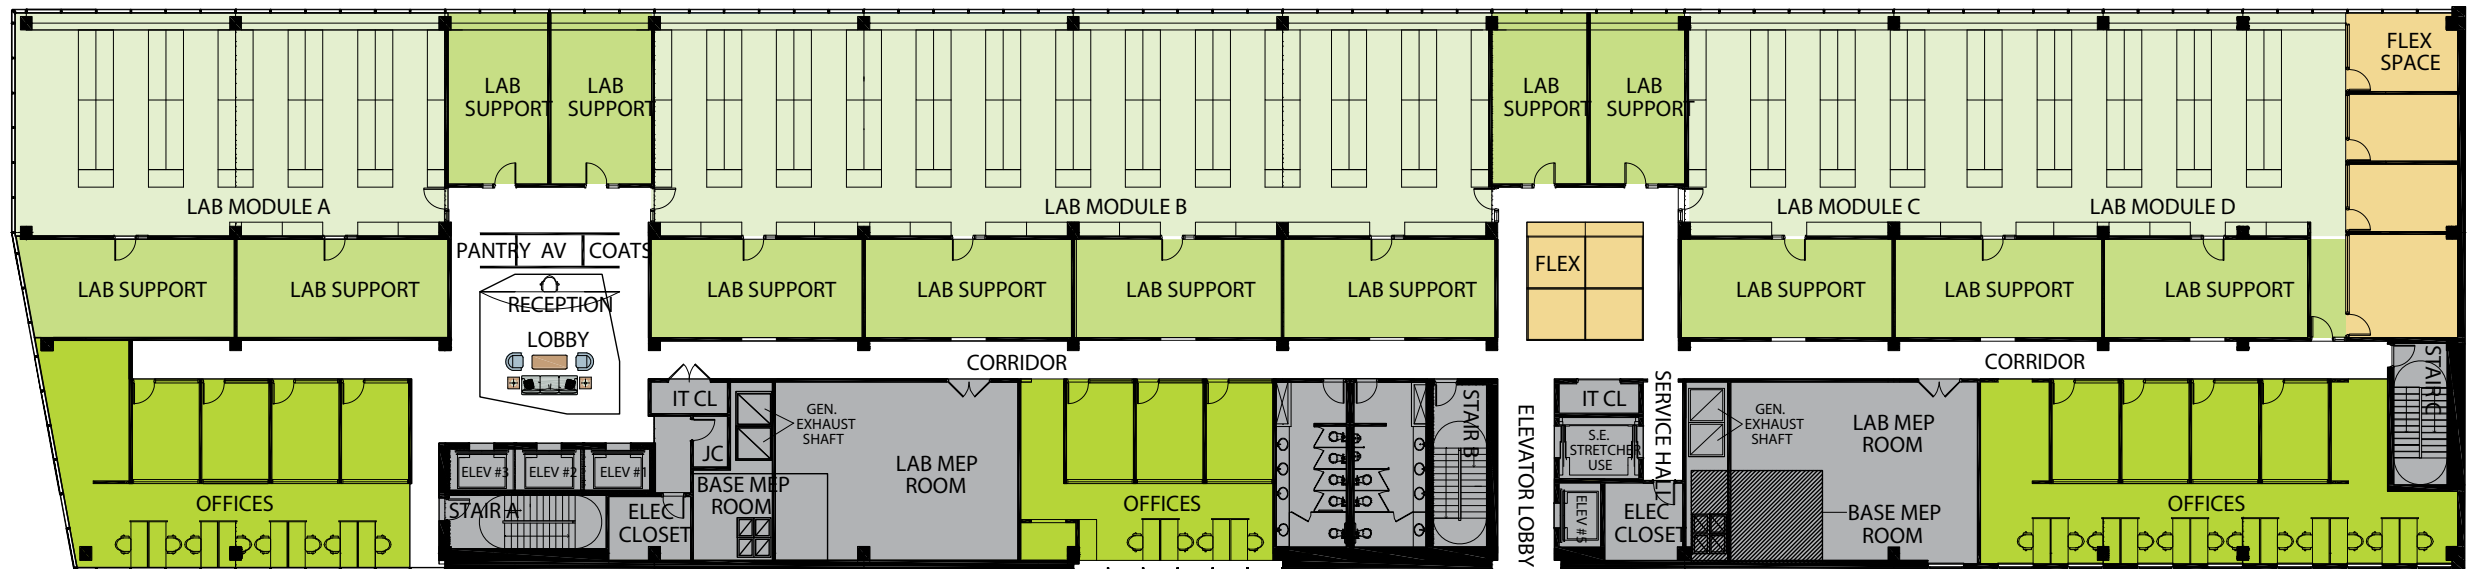 FLEX
SPACE
LAB
SUPPORT
LAB
SUPPORT
LAB
SUPPORT
LAB
SUPPORT
LAB MODULE A
LAB MODULE B
LAB MODULE C
LAB MODULE D
PANTRY
AV
COATS
FLEX
LAB SUPPORT
LAB SUPPORT
RECEPTION
LAB SUPPORT
LAB SUPPORT
LAB SUPPORT
LAB SUPPORT
LAB SUPPORT
LAB SUPPORT
LAB SUPPORT
LOBBY
CORRIDOR
CORRIDOR
STAIR C
IT CL
GEN.
EXHAUST
SHAFT
JC
STAIR B
ELEVATOR LOBBY
IT CL
SERVICE HALL
GEN.
EXHAUST
SHAFT
LAB MEP
ROOM
S.E.
STRETCHER
USE
ELEV #3
ELEV #2
ELEV #1
LAB MEP
ROOM
BASE MEP
ROOM
OFFICES
STAIR A
ELEC
CLOSET
OFFICES
ELEV #5
ELEC
CLOSET
BASE MEP
ROOM
OFFICES